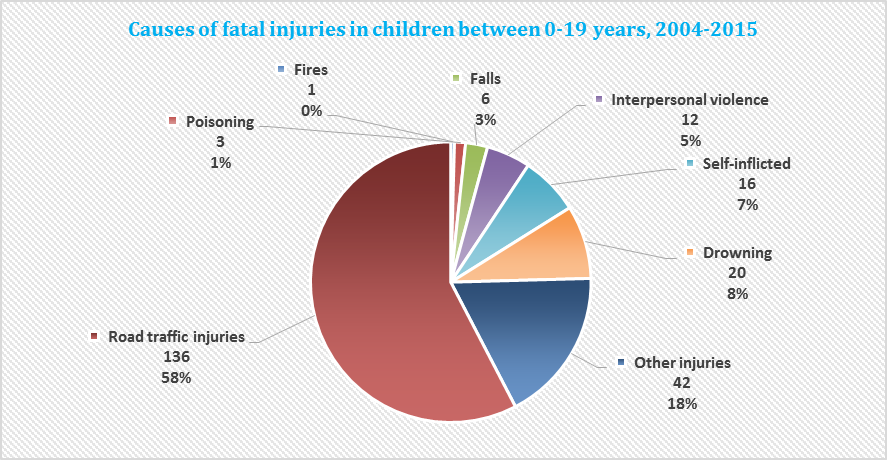 Causes of fatal injuries in children between 0-19 years, 2004-2015
Fires
1
0%
Falls
6
3%
Interpersonal violence
12
5%
Poisoning
3
1%
Self-inflicted
16
7%
Drowning
20
8%
Road traffic injuries
136
58%
Other injuries
42
18%